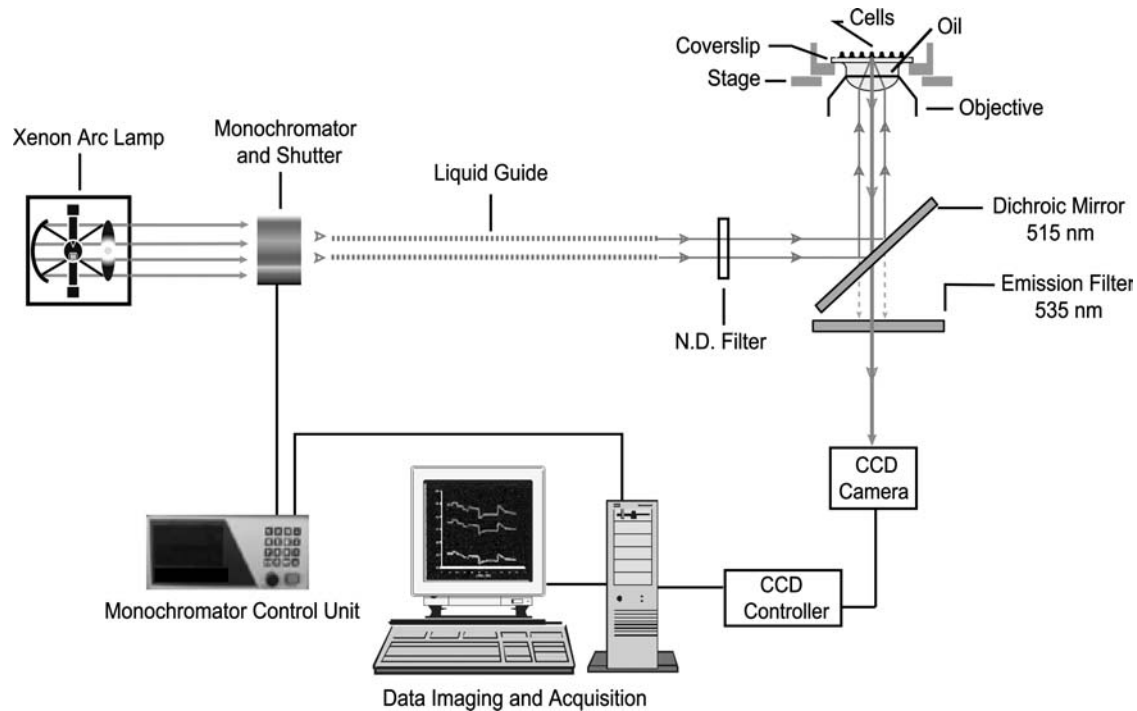 Cells
Oil
Coverslip
Stage
Objective
Xenon Arc Lamp
Monochromator
and Shutter
Liquid Guide
Dichroic Mirror
515 nm
Emission Filter
535 nm
N.D. Filter
CCD
Camera
CCD
Controller
Monochromator Control Unit
Data Imaging and Acquisition